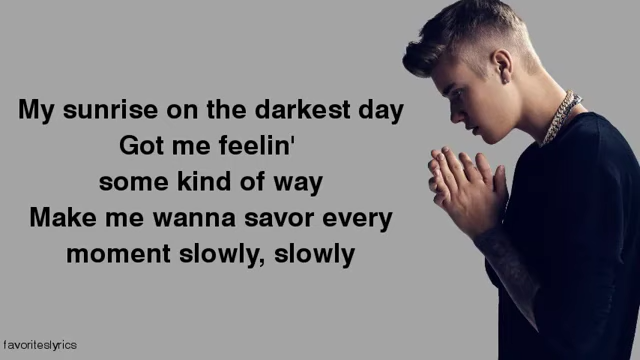 My sunrise on the darkest day
Got me feelin'
some kind of way
Make me wanna savor every
moment slowly, slowly
favoriteslyrics